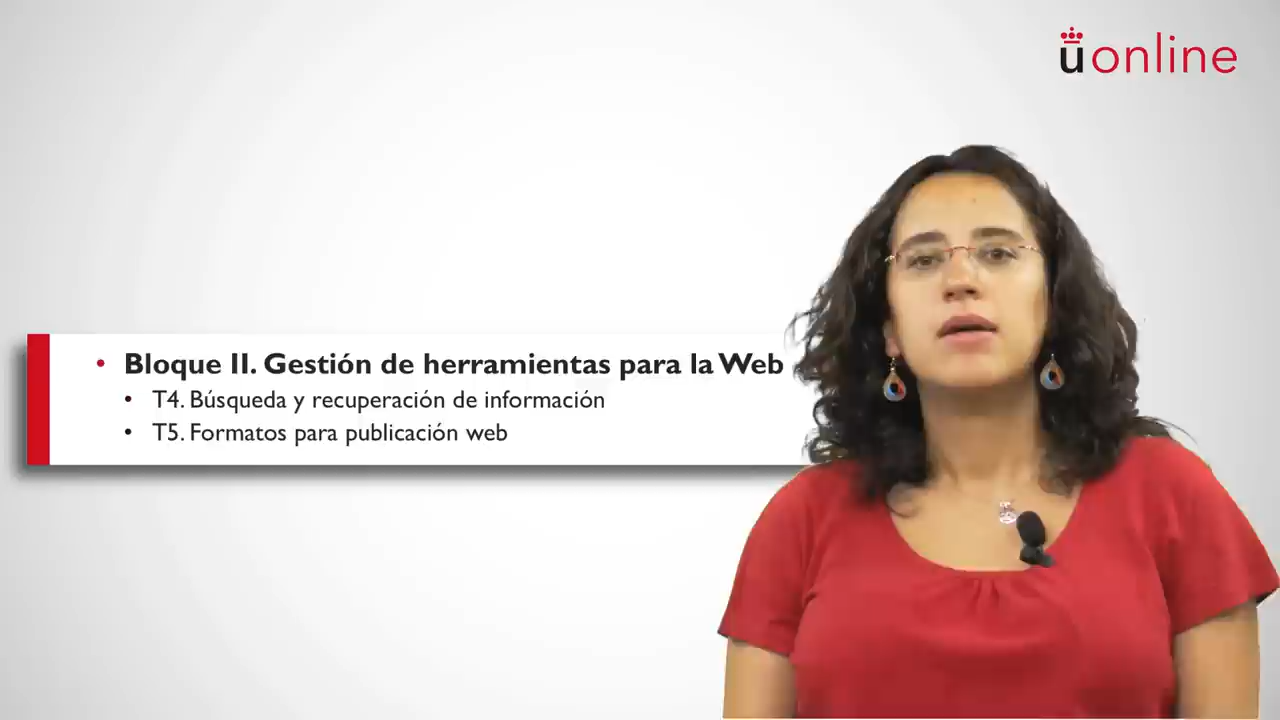 uonline
• Bloque II. Gestión de herramientas para la Web
• T4. Búsqueda y recuperación de información
• T5. Formatos para publicación web